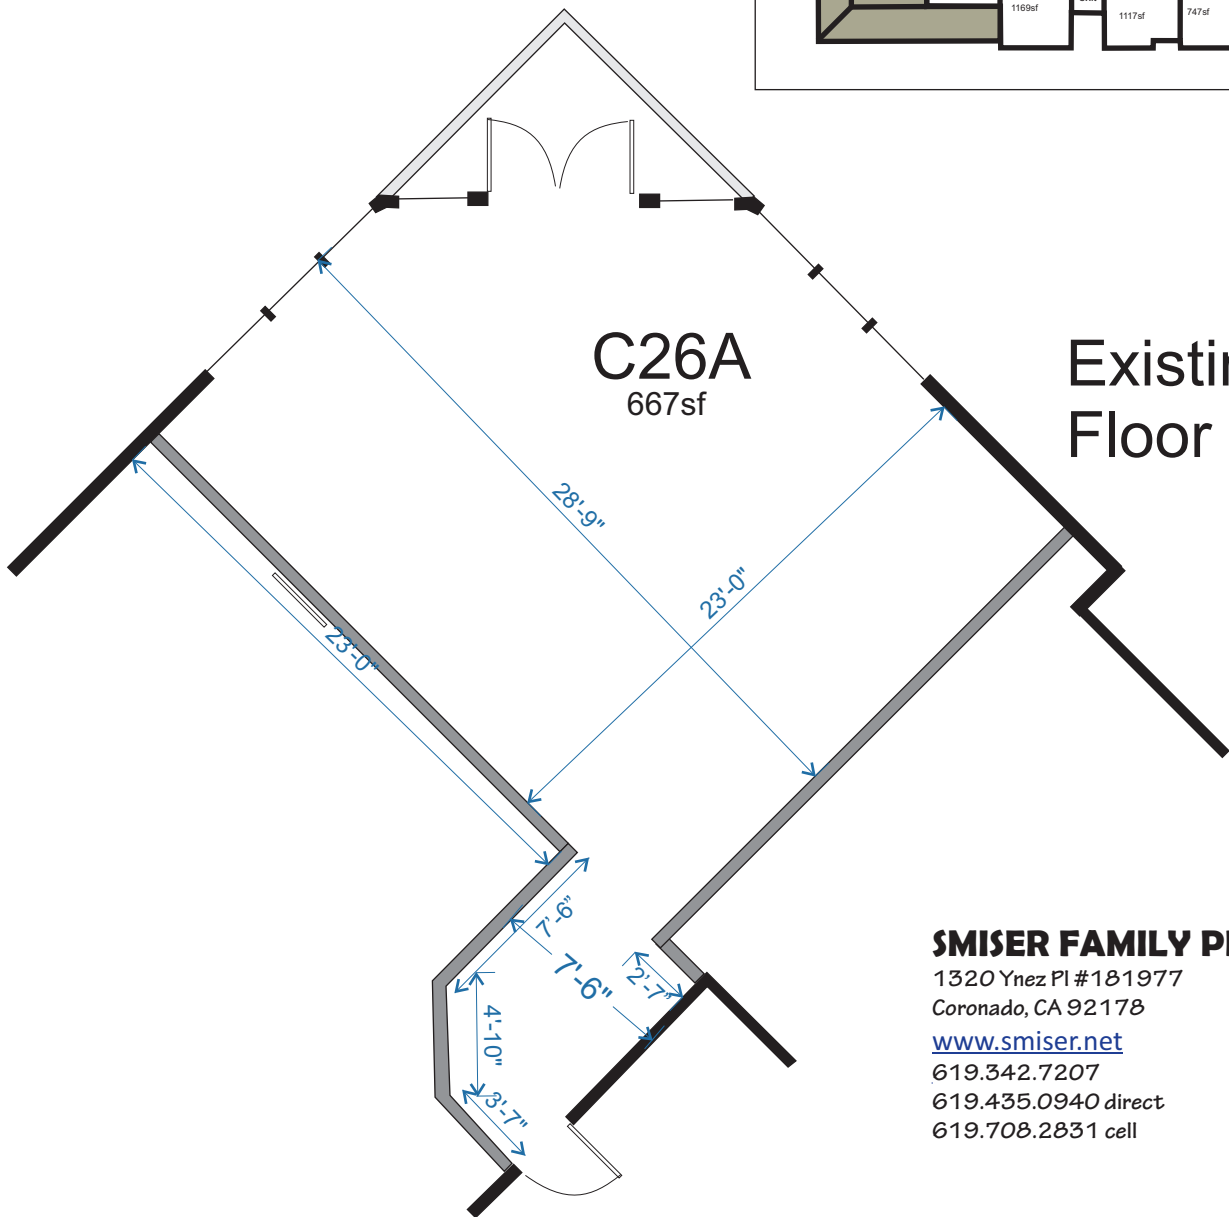 1169sf
1117sf
747sf
C26A
667sf
Floor
28'-9"
23'-0"
23'-0"
7'-6"
7'-6"
2'-7"
4'-10"
3'-7"
SMISER FAMILY
1320 Ynez Pl #181977
Coronado, CA 92178
www.smiser.net
619.342.7207
619.435.0940 direct
619.708.2831 cell